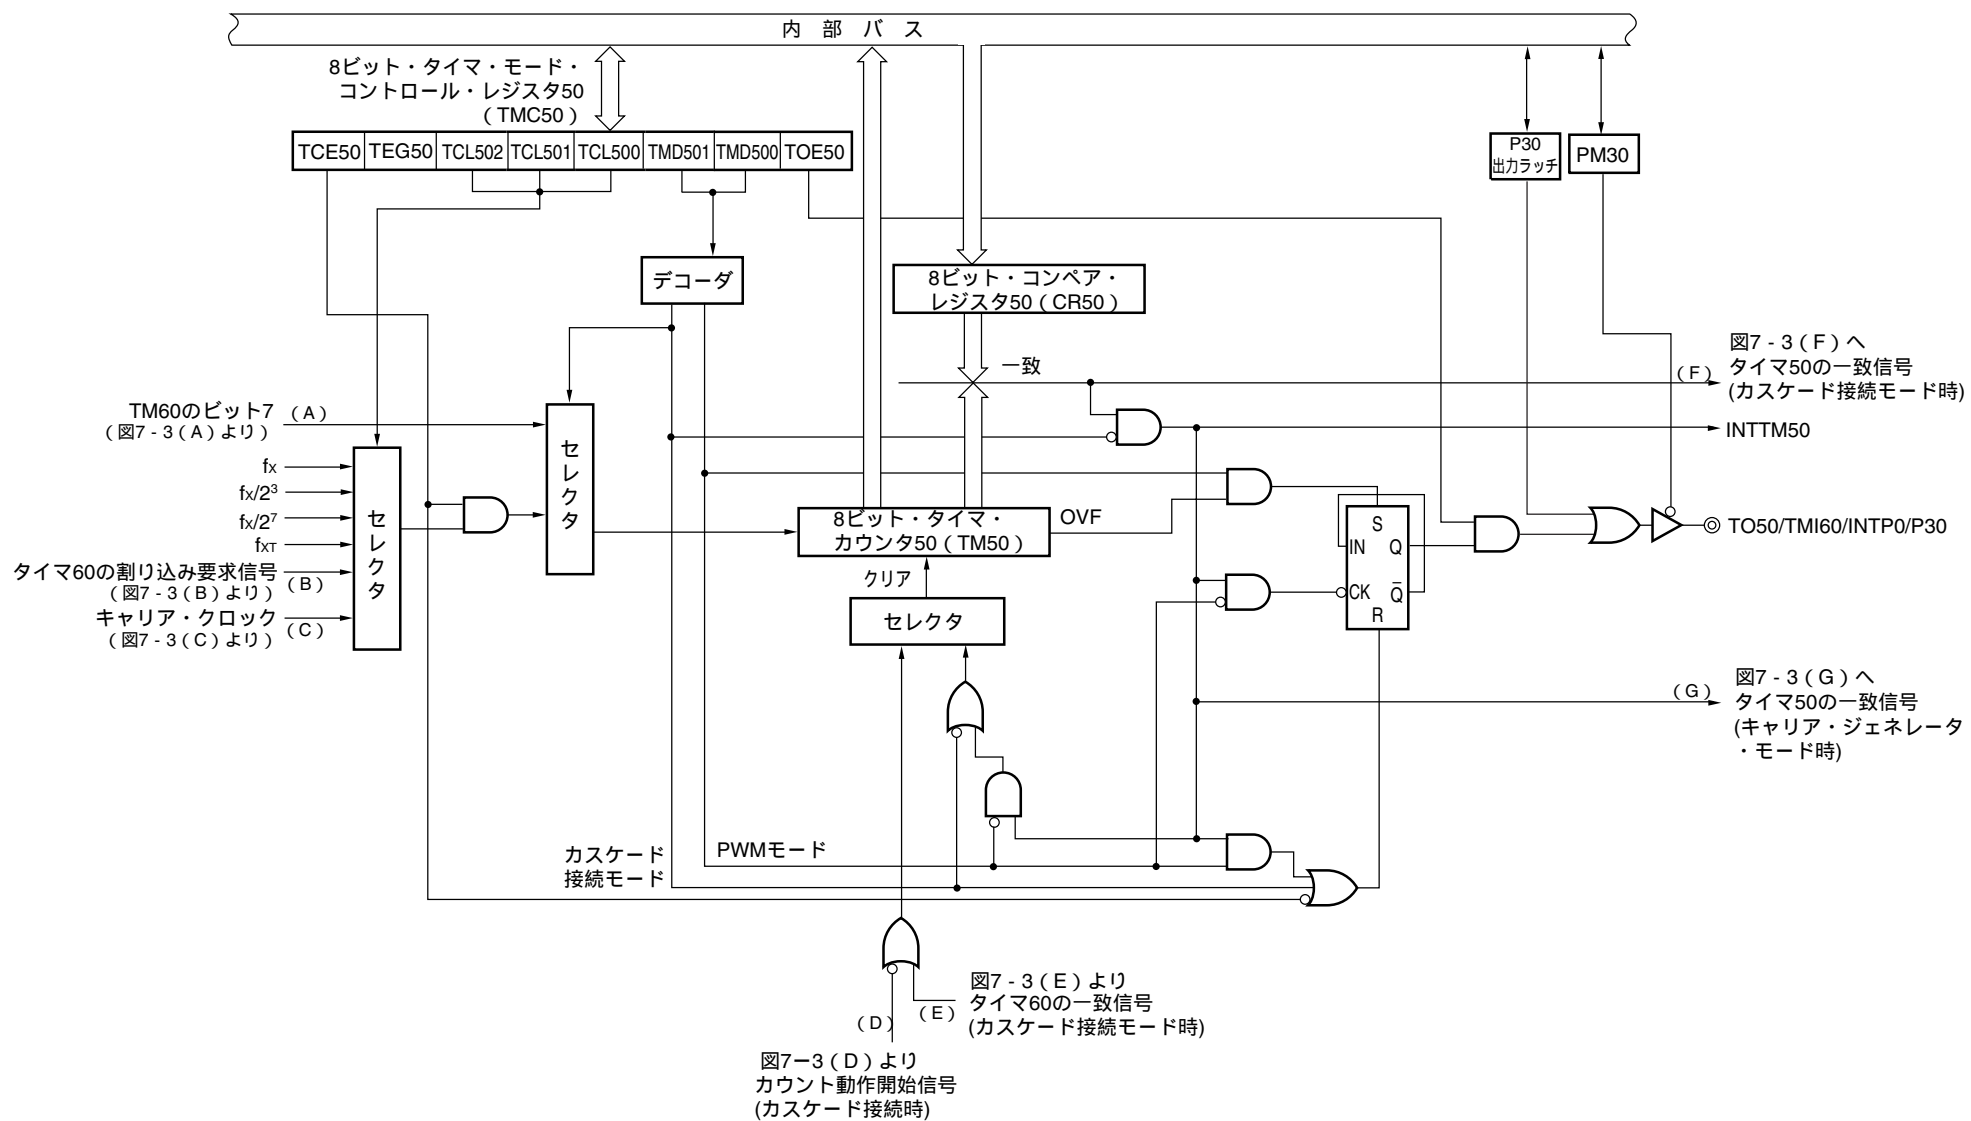 内 部 バ ス
8ビット・タイマ・モード・
コントロール・レジスタ50
（TMC50）
TCE50 TEG50 TCL502 TCL501 TCL500 TMD501 TMD500 TOE50
P30
出力ラッチ
PM30
デコーダ
8ビット・コンペア・
レジスタ50（CR50）
一致
（F）
図7 - 3（F）へ
タイマ50の一致信号
(カスケード接続モード時)
TM60のビット7 （A）
（図7 - 3（A）より）
INTTM50
fX
fX/2³
fX/2⁷
fXT
タイマ60の割り込み要求信号
（図7 - 3（B）より）
（B）
キャリア・クロック
（図7 - 3（C）より）
（C）
セレクタ
セレクタ
8ビット・タイマ・
カウンタ50（TM50）
OVF
クリア
セレクタ
S
IN Q
CK Q̅
R
TO50/TMI60/INTP0/P30
（G）
図7 - 3（G）へ
タイマ50の一致信号
(キャリア・ジェネレータ
・モード時)
カスケード
接続モード
PWMモード
（D）
（E）
図7 - 3（E）より
タイマ60の一致信号
(カスケード接続モード時)
図7ー3（D）より
カウント動作開始信号
(カスケード接続時)